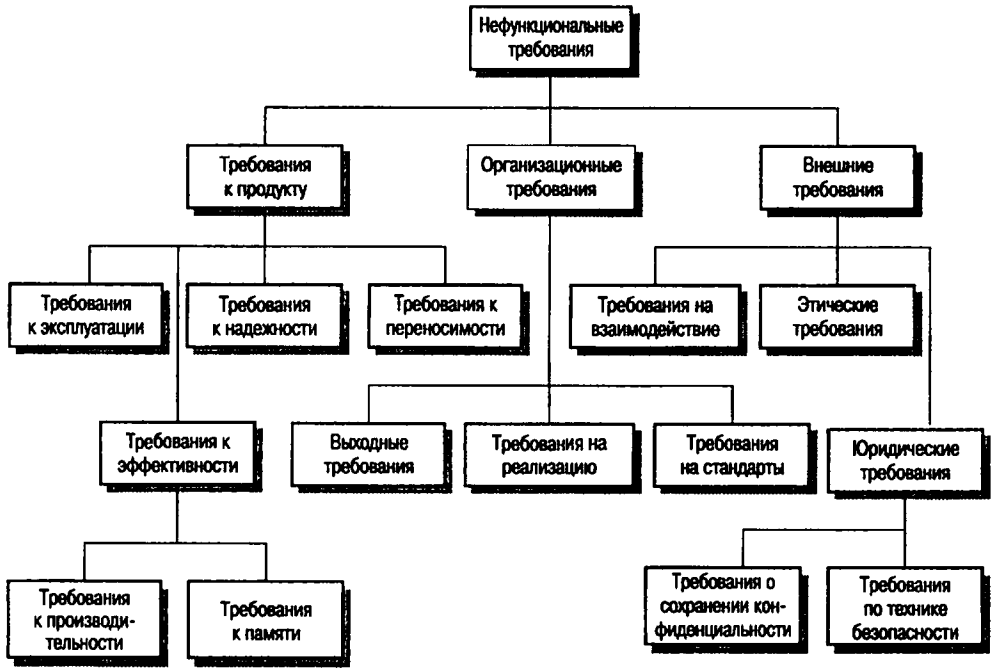 Нефункциональные
требования
Требования
к продукту
Организационные
требования
Внешние
требования
Требования
к эксплуатации
Требования
к надежности
Требования к
переносимости
Требования на
взаимодействие
Этические
требования
Требования к
эффективности
Выходные
требования
Требования на
реализацию
Требования
на стандарты
Юридические
требования
Требования
к производи-
тельности
Требования
к памяти
Требования о
сохранении кон-
фиденциальности
Требования
по технике
безопасности